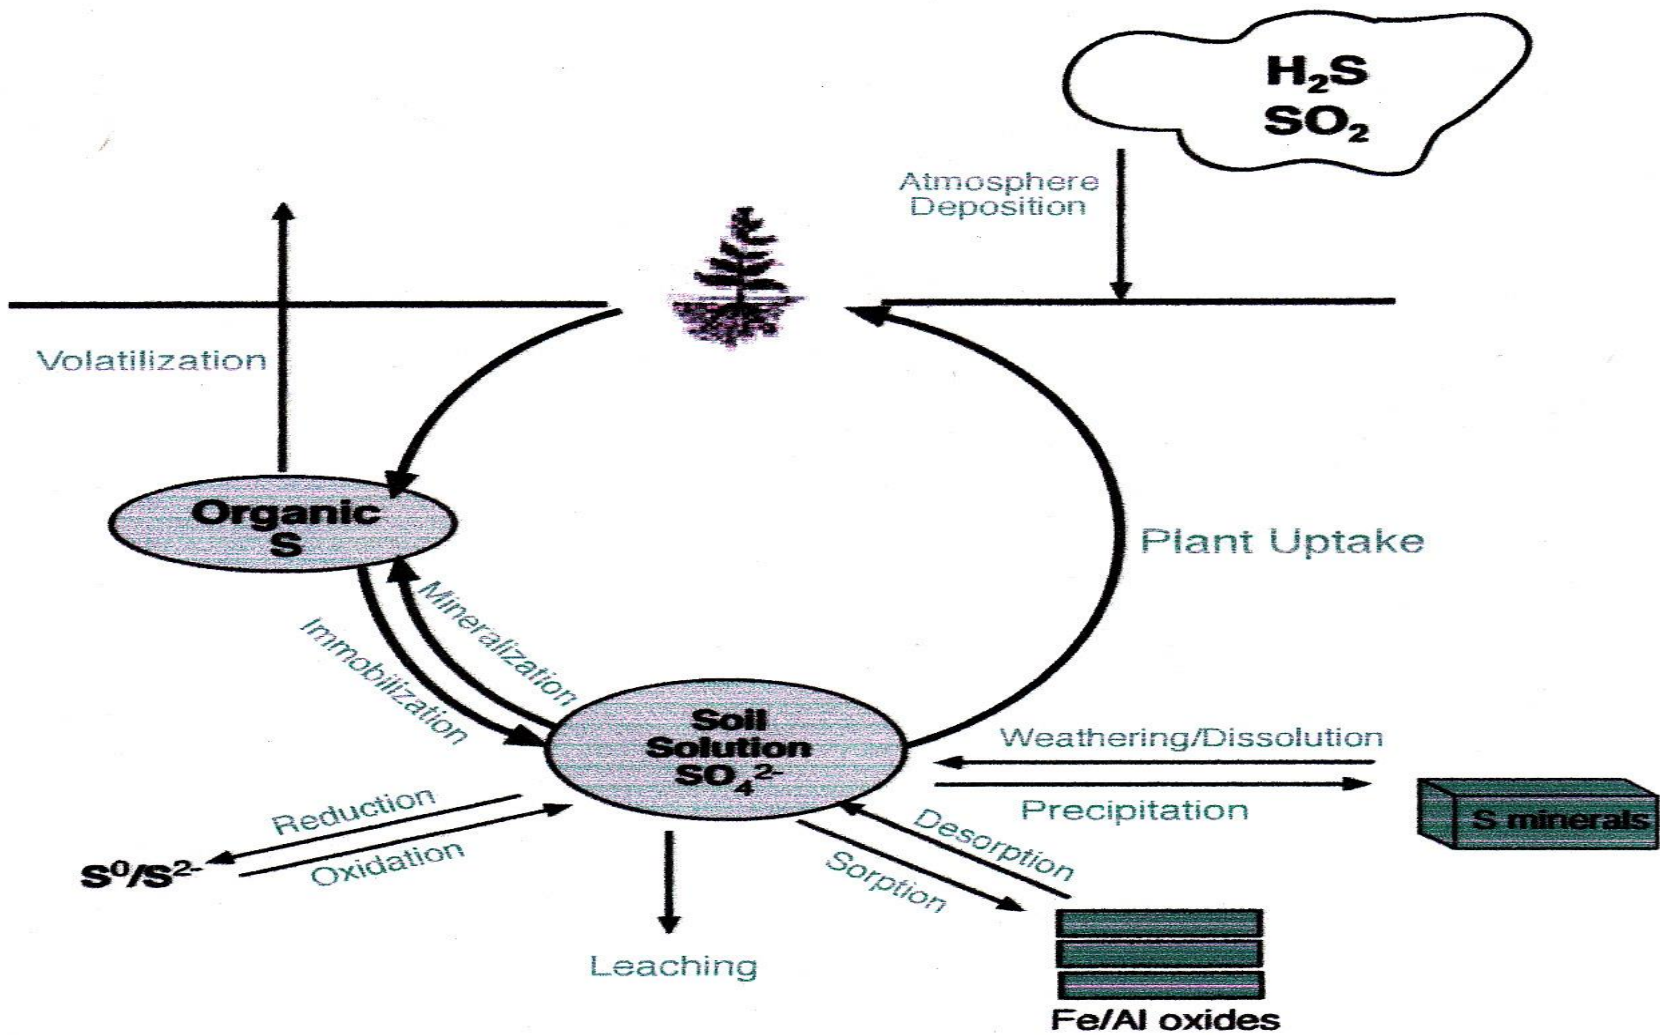 H₂S
SO₂
Atmosphere
Deposition
Volatilization
Organic
S
Plant Uptake
Mineralization
Immobilization
Soil
Solution
SO₄²⁻
Weathering/Dissolution
Precipitation
S minerals
Reduction
Oxidation
S⁰/S²⁻
Desorption
Sorption
Leaching
Fe/Al oxides